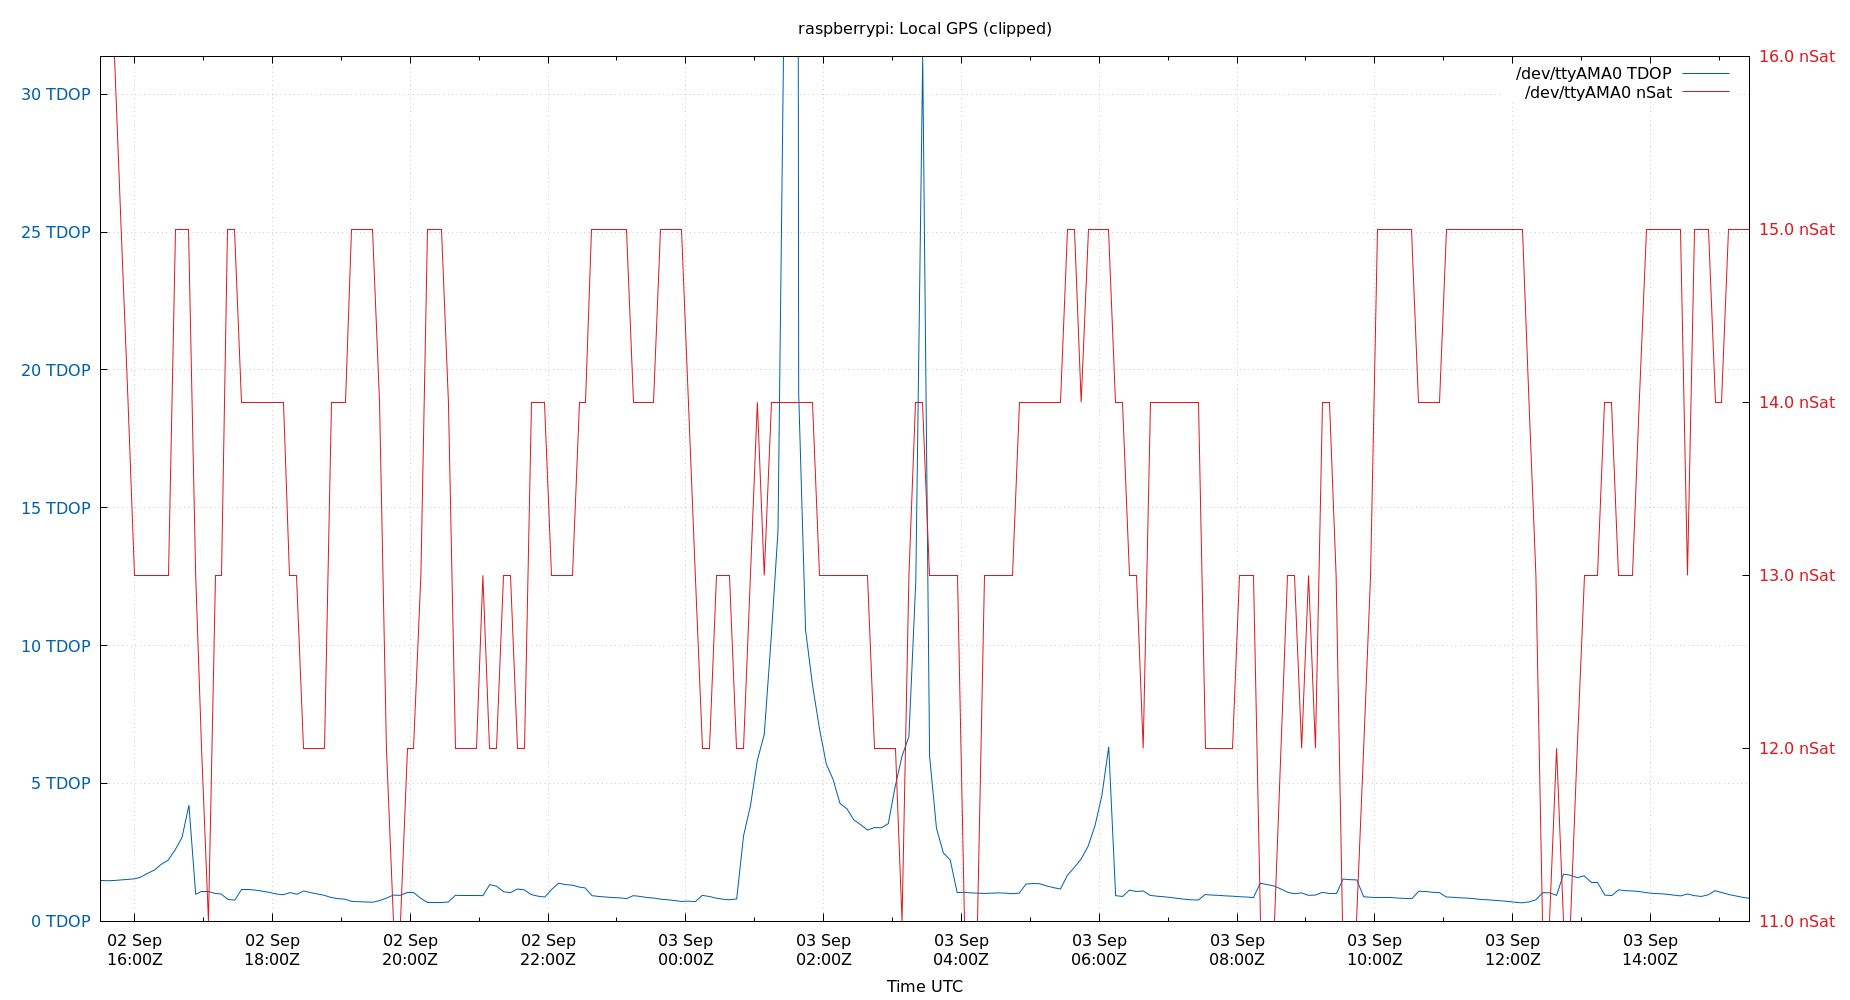 raspberrypi: Local GPS (clipped)
/dev/ttyAMA0 TDOP
/dev/ttyAMA0 nSat
30 TDOP
25 TDOP
20 TDOP
15 TDOP
10 TDOP
5 TDOP
0 TDOP
16.0 nSat
15.0 nSat
14.0 nSat
13.0 nSat
12.0 nSat
11.0 nSat
02 Sep
16:00Z
02 Sep
18:00Z
02 Sep
20:00Z
02 Sep
22:00Z
03 Sep
00:00Z
03 Sep
02:00Z
03 Sep
04:00Z
03 Sep
06:00Z
03 Sep
08:00Z
03 Sep
10:00Z
03 Sep
12:00Z
03 Sep
14:00Z
Time UTC